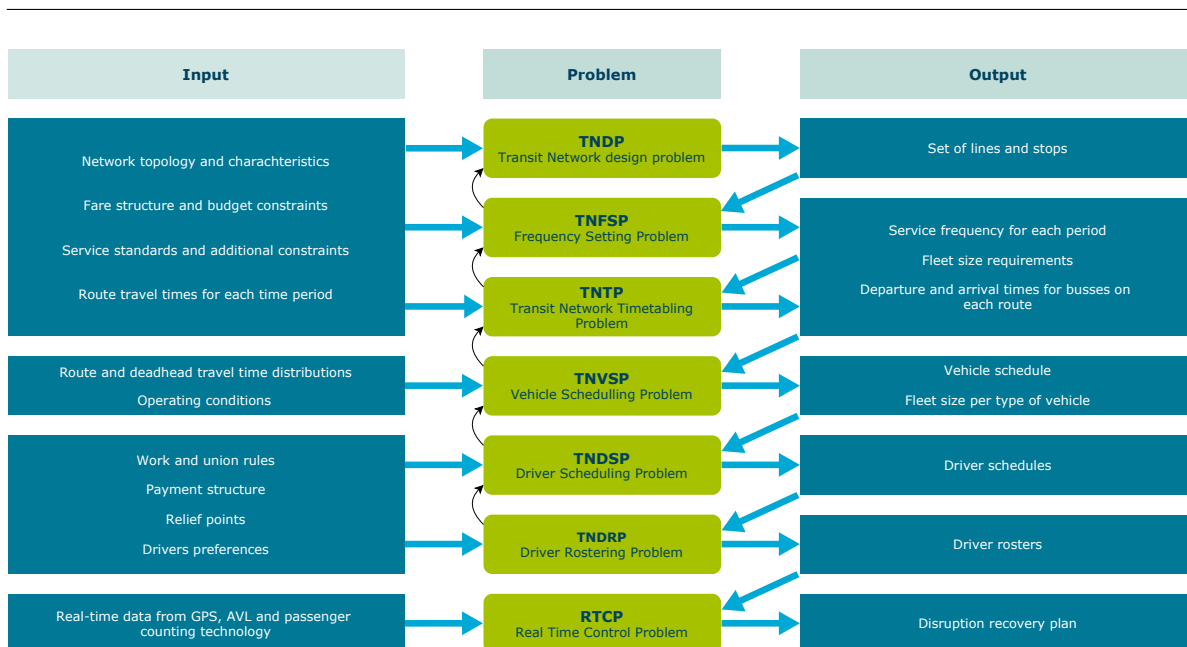 Input
Problem
Output
Network topology and charachteristics
Fare structure and budget constraints
Service standards and additional constraints
Route travel times for each time period
TNDP
Transit Network design problem
Set of lines and stops
TNFSP
Frequency Setting Problem
Service frequency for each period
Fleet size requirements
Departure and arrival times for busses on
each route
TNTP
Transit Network Timetabling
Problem
Route and deadhead travel time distributions
Operating conditions
TNVSP
Vehicle Schedulling Problem
Vehicle schedule
Fleet size per type of vehicle
Work and union rules
Payment structure
Relief points
Drivers preferences
TNDSP
Driver Scheduling Problem
Driver schedules
TNDRP
Driver Rostering Problem
Driver rosters
Real-time data from GPS, AVL and passenger
counting technology
RTCP
Real Time Control Problem
Disruption recovery plan